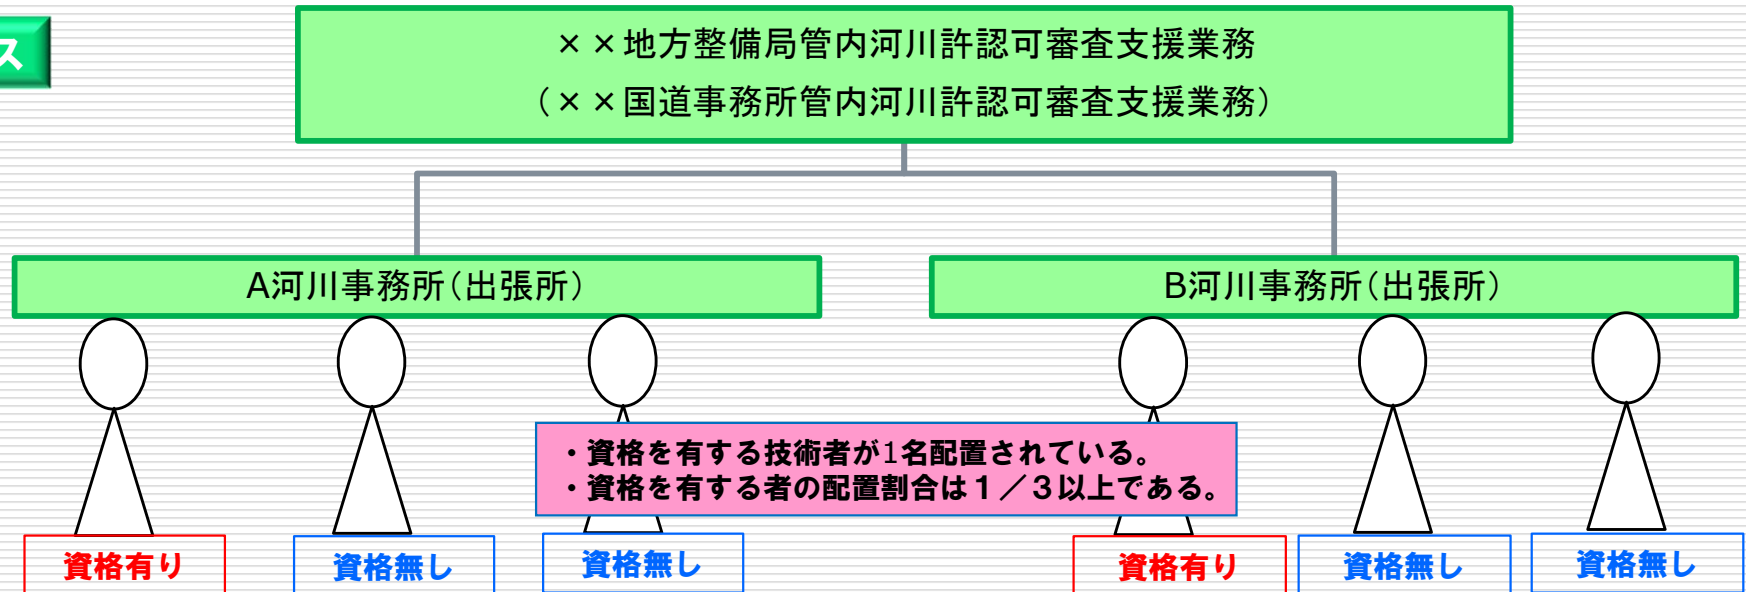 ス
××地方整備局管内河川許認可審査支援業務
（××国道事務所管内河川許認可審査支援業務）
A河川事務所（出張所）
B河川事務所（出張所）
・資格を有する技術者が1名配置されている。
・資格を有する者の配置割合は１／３以上である。
資格有り
資格無し
資格無し
資格有り
資格無し
資格無し